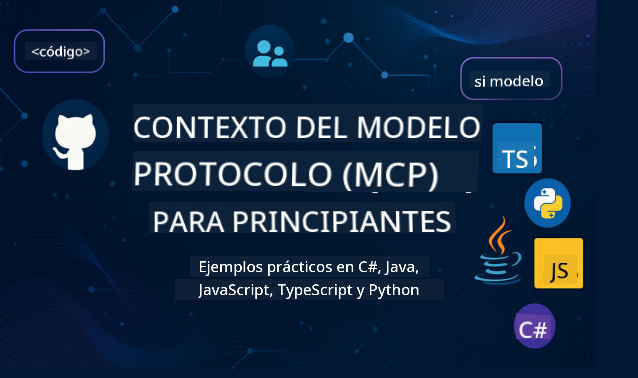 <código>
si modelo
CONTEXTO DEL MODELO
PROTOCOLO (MCP)
PARA PRINCIPIANTES
TS
Ejemplos prácticos en C#, Java,
JavaScript, TypeScript y Python
JS
C#